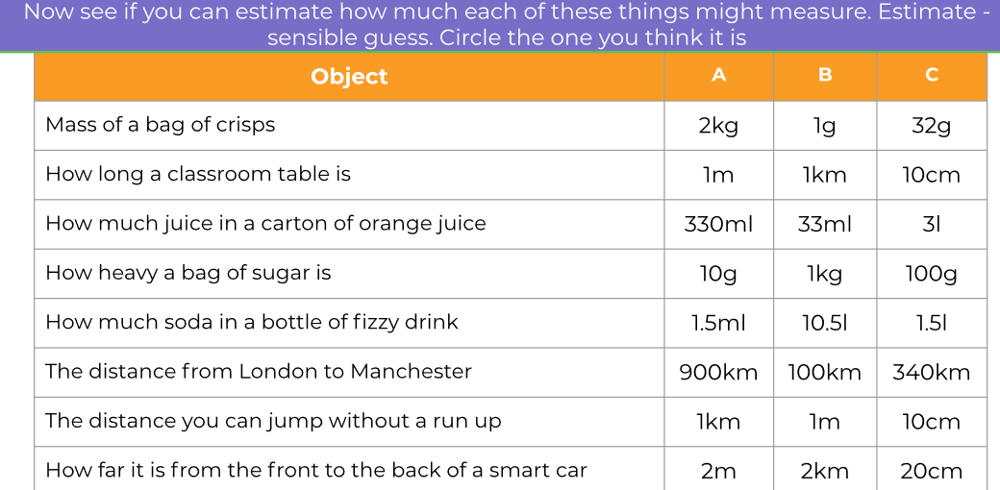 Now see if you can estimate how much each of these things might measure. Estimate -
sensible guess. Circle the one you think it is
Object A B C
Mass of a bag of crisps 2kg 1g 32g
How long a classroom table is 1m 1km 10cm
How much juice in a carton of orange juice 330ml 33ml 3l
How heavy a bag of sugar is 10g 1kg 100g
How much soda in a bottle of fizzy drink 1.5ml 10.5l 1.5l
The distance from London to Manchester 900km 100km 340km
The distance you can jump without a run up 1km 1m 10cm
How far it is from the front to the back of a smart car 2m 2km 20cm